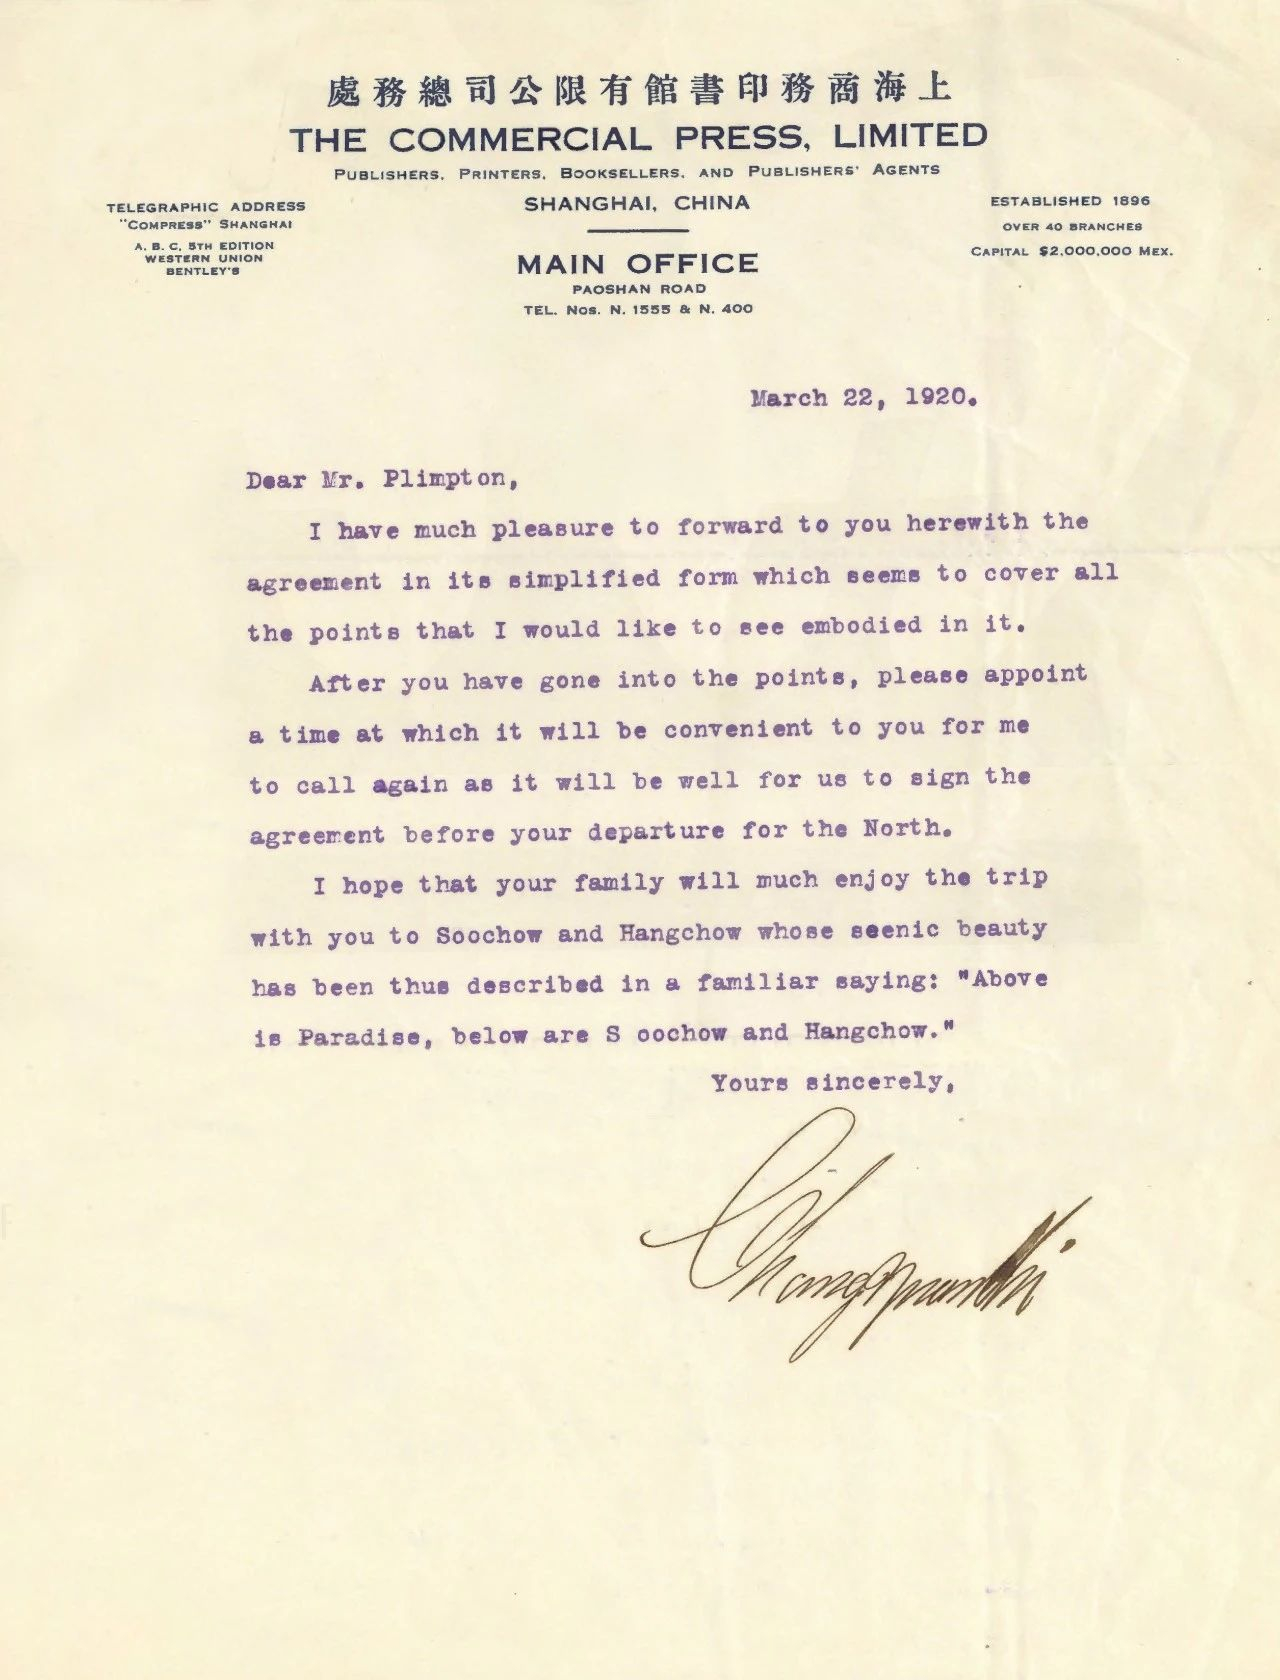 處務總司公限有館書印務商海上
THE COMMERCIAL PRESS, LIMITED
PUBLISHERS, PRINTERS, BOOKSELLERS, AND PUBLISHERS' AGENTS
SHANGHAI, CHINA
TELEGRAPHIC ADDRESS
"COMPRESS" SHANGHAI
A. B. C. 5TH EDITION
WESTERN UNION
BENTLEY'S
ESTABLISHED 1896
OVER 40 BRANCHES
CAPITAL $2,000,000 MEX.
MAIN OFFICE
PAOSHAN ROAD
TEL. Nos. N. 1555 & N. 400
March 22, 1920.
Dear Mr. Plimpton,
I have much pleasure to forward to you herewith the
agreement in its simplified form which seems to cover all
the points that I would like to see embodied in it.
After you have gone into the points, please appoint
a time at which it will be convenient to you for me
to call again as it will be well for us to sign the
agreement before your departure for the North.
I hope that your family will much enjoy the trip
with you to Soochow and Hangchow whose seenic beauty
has been thus described in a familiar saying: "Above
is Paradise, below are S oochow and Hangchow."
Yours sincerely,